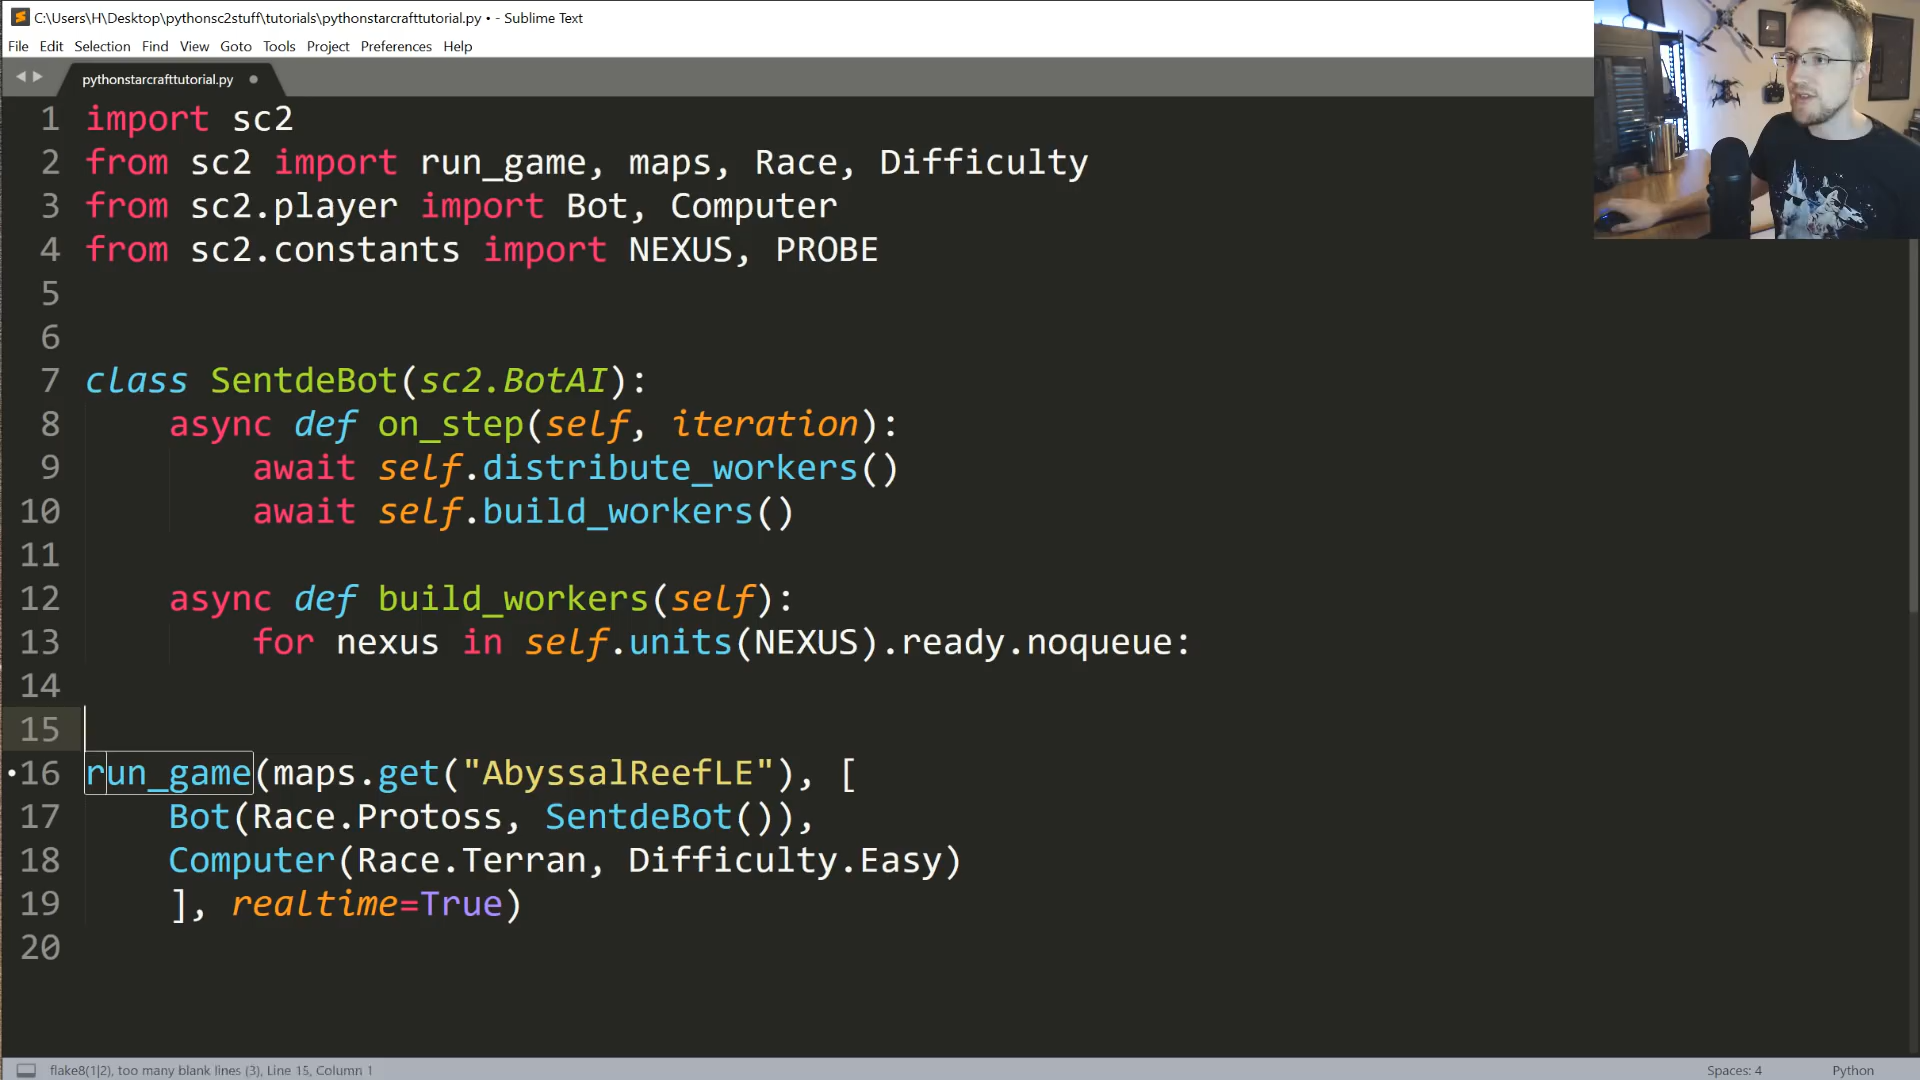 C:\Users\H\Desktop\pythonsc2stuff\tutorials\pythonstarcrafttutorial.py • - Sublime Text
File Edit Selection Find View Goto Tools Project Preferences Help
pythonstarcrafttutorial.py
1 import sc2
2 from sc2 import run_game, maps, Race, Difficulty
3 from sc2.player import Bot, Computer
4 from sc2.constants import NEXUS, PROBE
5
6
7 class SentdeBot(sc2.BotAI):
8     async def on_step(self, iteration):
9         await self.distribute_workers()
10         await self.build_workers()
11
12     async def build_workers(self):
13         for nexus in self.units(NEXUS).ready.noqueue:
14
15
16 run_game(maps.get("AbyssalReefLE"), [
17     Bot(Race.Protoss, SentdeBot()),
18     Computer(Race.Terran, Difficulty.Easy)
19     ], realtime=True)
20
flake8(1|2), too many blank lines (3), Line 15, Column 1 Spaces: 4 Python